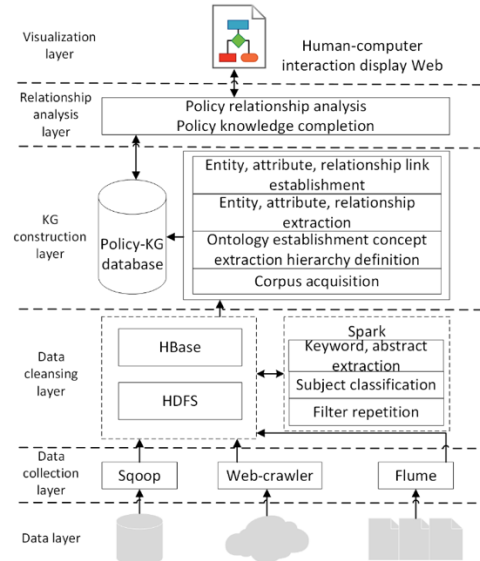 Visualization
layer
Human-computer
interaction display Web
Relationship
analysis
layer
Policy relationship analysis
Policy knowledge completion
KG
construction
layer
Policy-KG
database
Entity, attribute, relationship link
establishment
Entity, attribute, relationship
extraction
Ontology establishment concept
extraction hierarchy definition
Corpus acquisition
Data
cleansing
layer
HBase
HDFS
Spark
Keyword, abstract
extraction
Subject classification
Filter repetition
Data
collection
layer
Sqoop
Web-crawler
Flume
Data layer